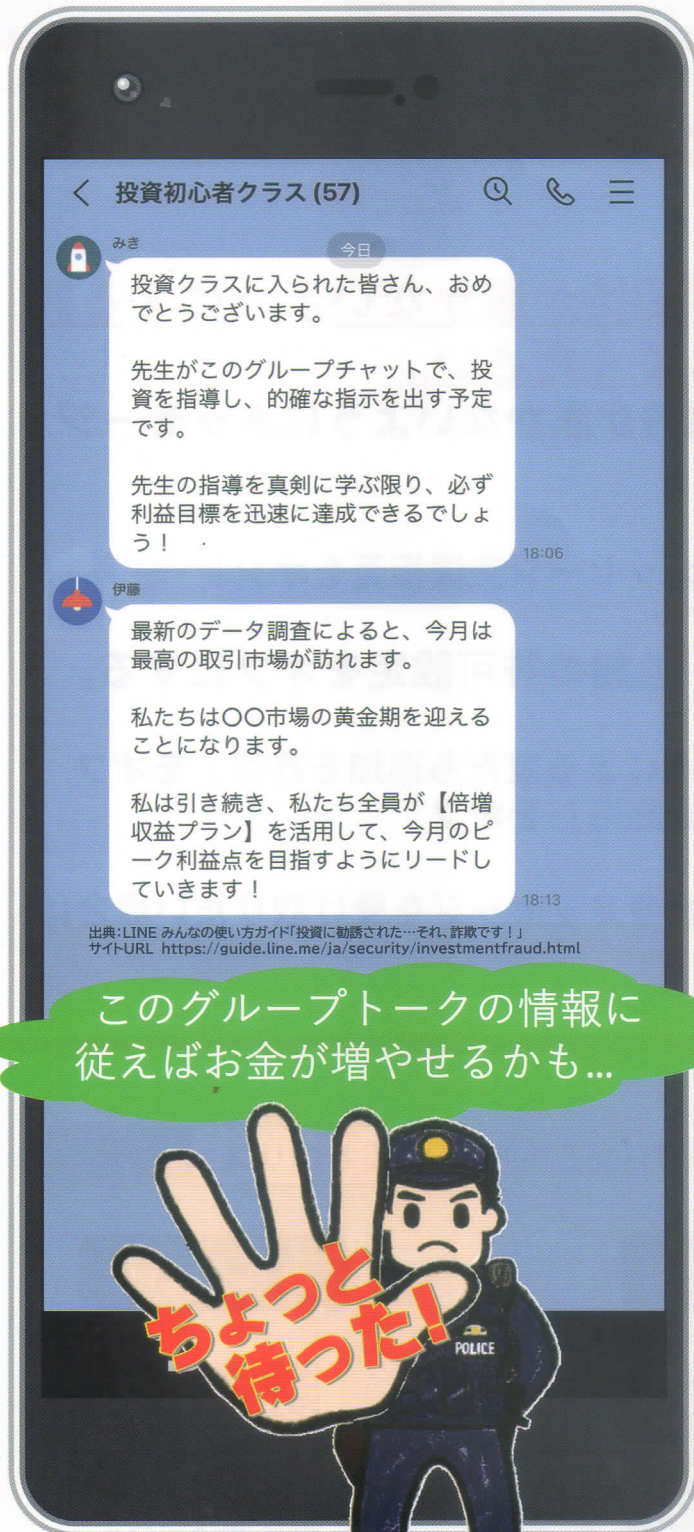 投資初心者クラス (57)
今日
みき
投資クラスに入られた皆さん、おめ
でとうございます。
先生がこのグループチャットで、投
資を指導し、的確な指示を出す予定
です。
先生の指導を真剣に学ぶ限り、必ず
利益目標を迅速に達成できるでしょ
う！
18:06
伊藤
最新のデータ調査によると、今月は
最高の取引市場が訪れます。
私たちは〇〇市場の黄金期を迎える
ことになります。
私は引き続き、私たち全員が【倍増
収益プラン】を活用して、今月のピ
ーク利益点を目指すようにリードし
ていきます！
18:13
出典：LINE みんなの使い方ガイド「投資に勧誘された…それ、詐欺です！」
サイトURL https://guide.line.me/ja/security/investmentfraud.html
このグループトークの情報に
従えばお金が増やせるかも…
ちょっと
待った！
POLICE